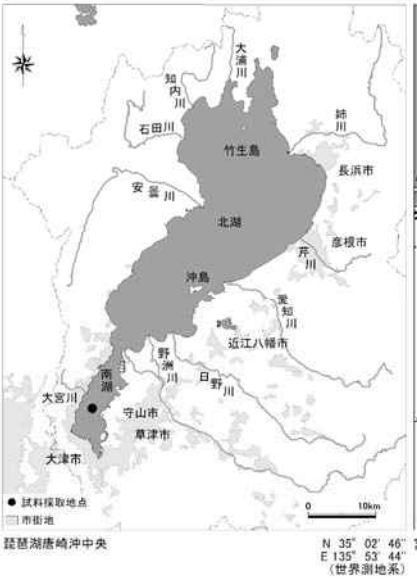 大浦川
知内川
石田川
姉川
竹生島
長浜市
安曇川
北湖
彦根市
芹川
沖島
愛知川
近江八幡市
野洲川
日野川
南湖
大宮川
守山市
草津市
大津市
● 試料採取地点
市街地
0 10km
琵琶湖唐崎沖中央
N 35° 02′ 46″
E 135° 53′ 44″
(世界測地系)